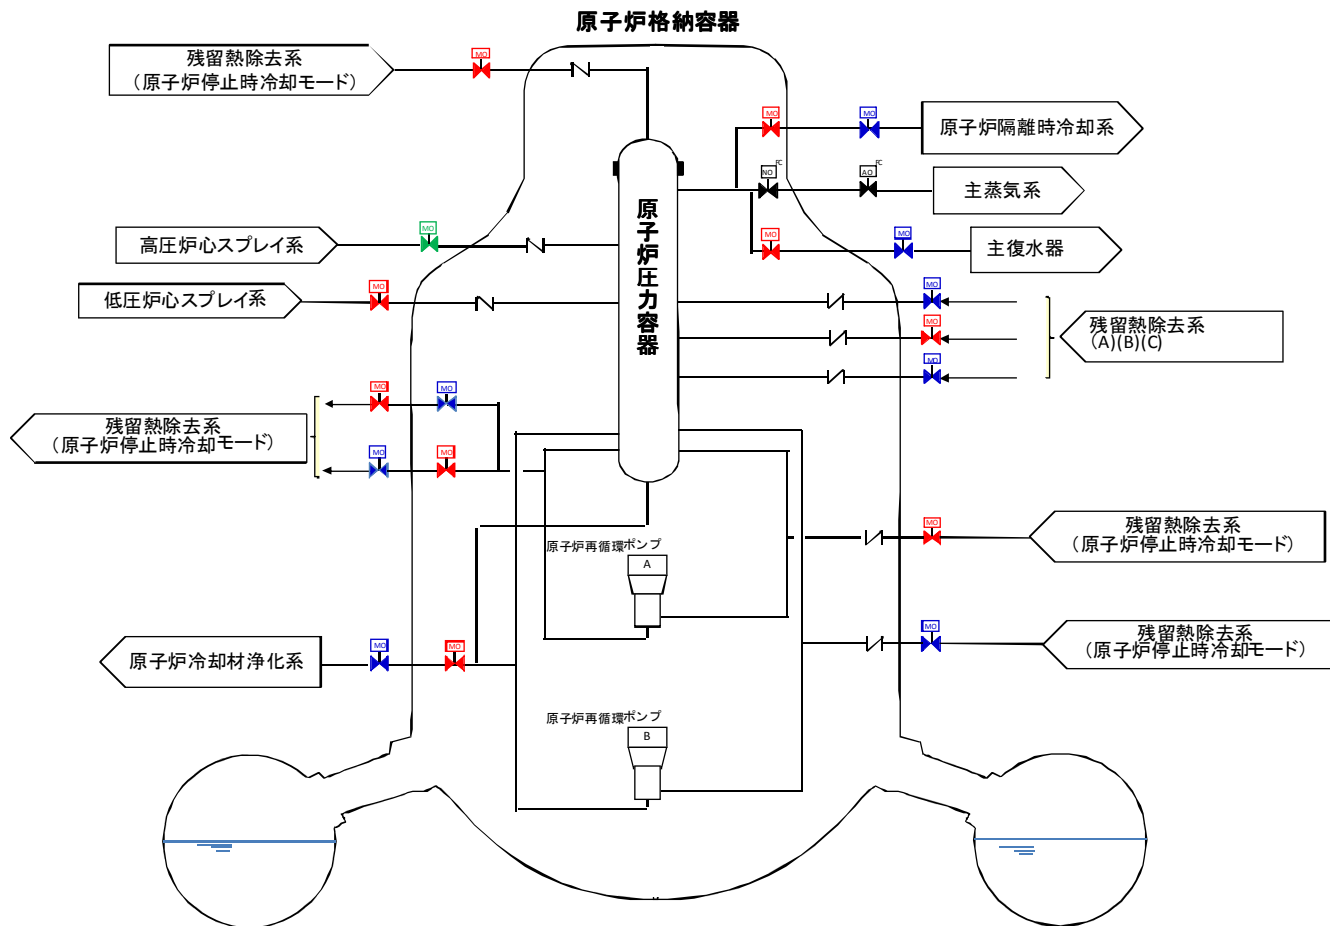 原子炉格納容器
残留熱除去系
（原子炉停止時冷却モード）
MO
MO
MO
原子炉隔離時冷却系
NO
FC
AO
FC
主蒸気系
MO
MO
主復水器
高圧炉心スプレイ系
MO
低圧炉心スプレイ系
MO
原子炉圧力容器
MO
MO
MO
残留熱除去系
(A)(B)(C)
MO
MO
MO
MO
残留熱除去系
(原子炉停止時冷却モード)
原子炉再循環ポンプ
A
MO
残留熱除去系
(原子炉停止時冷却モード)
MO
残留熱除去系
(原子炉停止時冷却モード)
原子炉冷却材浄化系
MO
MO
原子炉再循環ポンプ
B